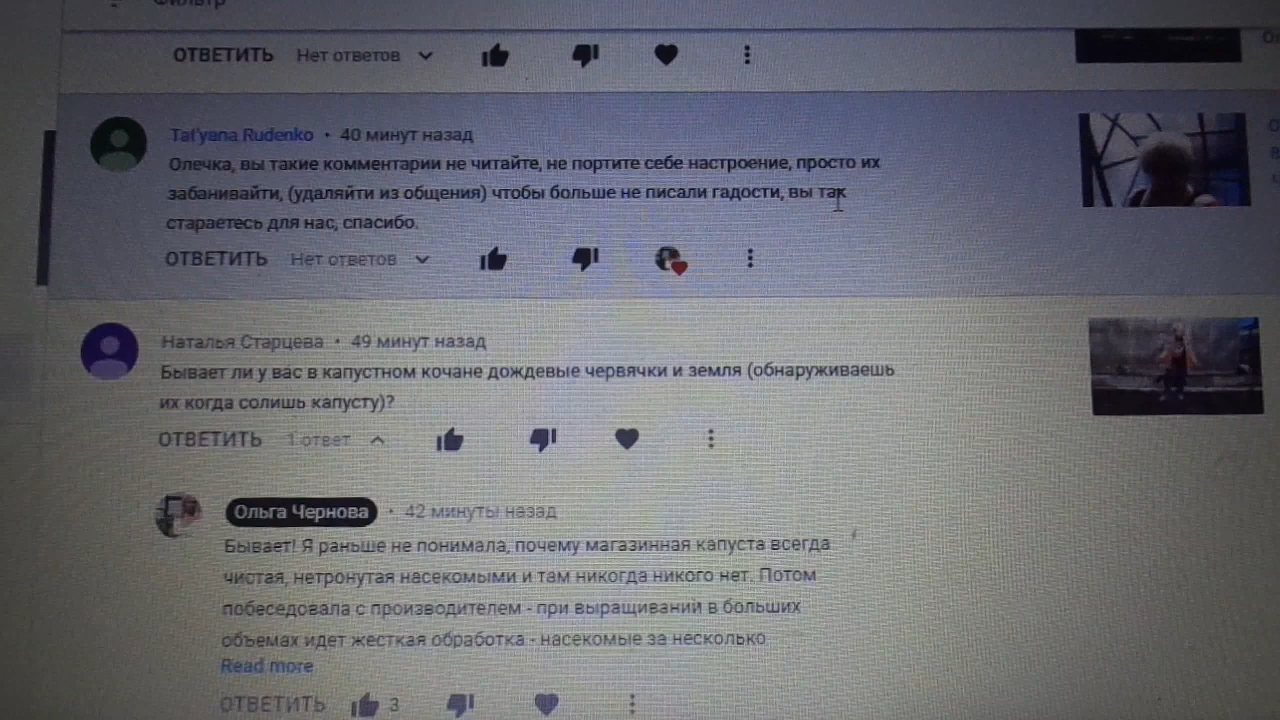 Фильтр
ОТВЕТИТЬ Нет ответов
Tat'yana Rudenko • 40 минут назад
Олечка, вы такие комментарии не читайте, не портите себе настроение, просто их
забанивайти, (удаляйти из общения) чтобы больше не писали гадости, вы так
стараетесь для нас, спасибо.
ОТВЕТИТЬ Нет ответов
Наталья Старцева • 49 минут назад
Бывает ли у вас в капустном кочане дождевые червячки и земля (обнаруживаешь
их когда солишь капусту)?
ОТВЕТИТЬ 1 ответ
Ольга Чернова • 42 минуты назад
Бывает! Я раньше не понимала, почему магазинная капуста всегда
чистая, нетронутая насекомыми и там никогда никого нет. Потом
побеседовала с производителем - при выращиваний в больших
объемах идет жесткая обработка - насекомые за несколько
Read more
ОТВЕТИТЬ 3